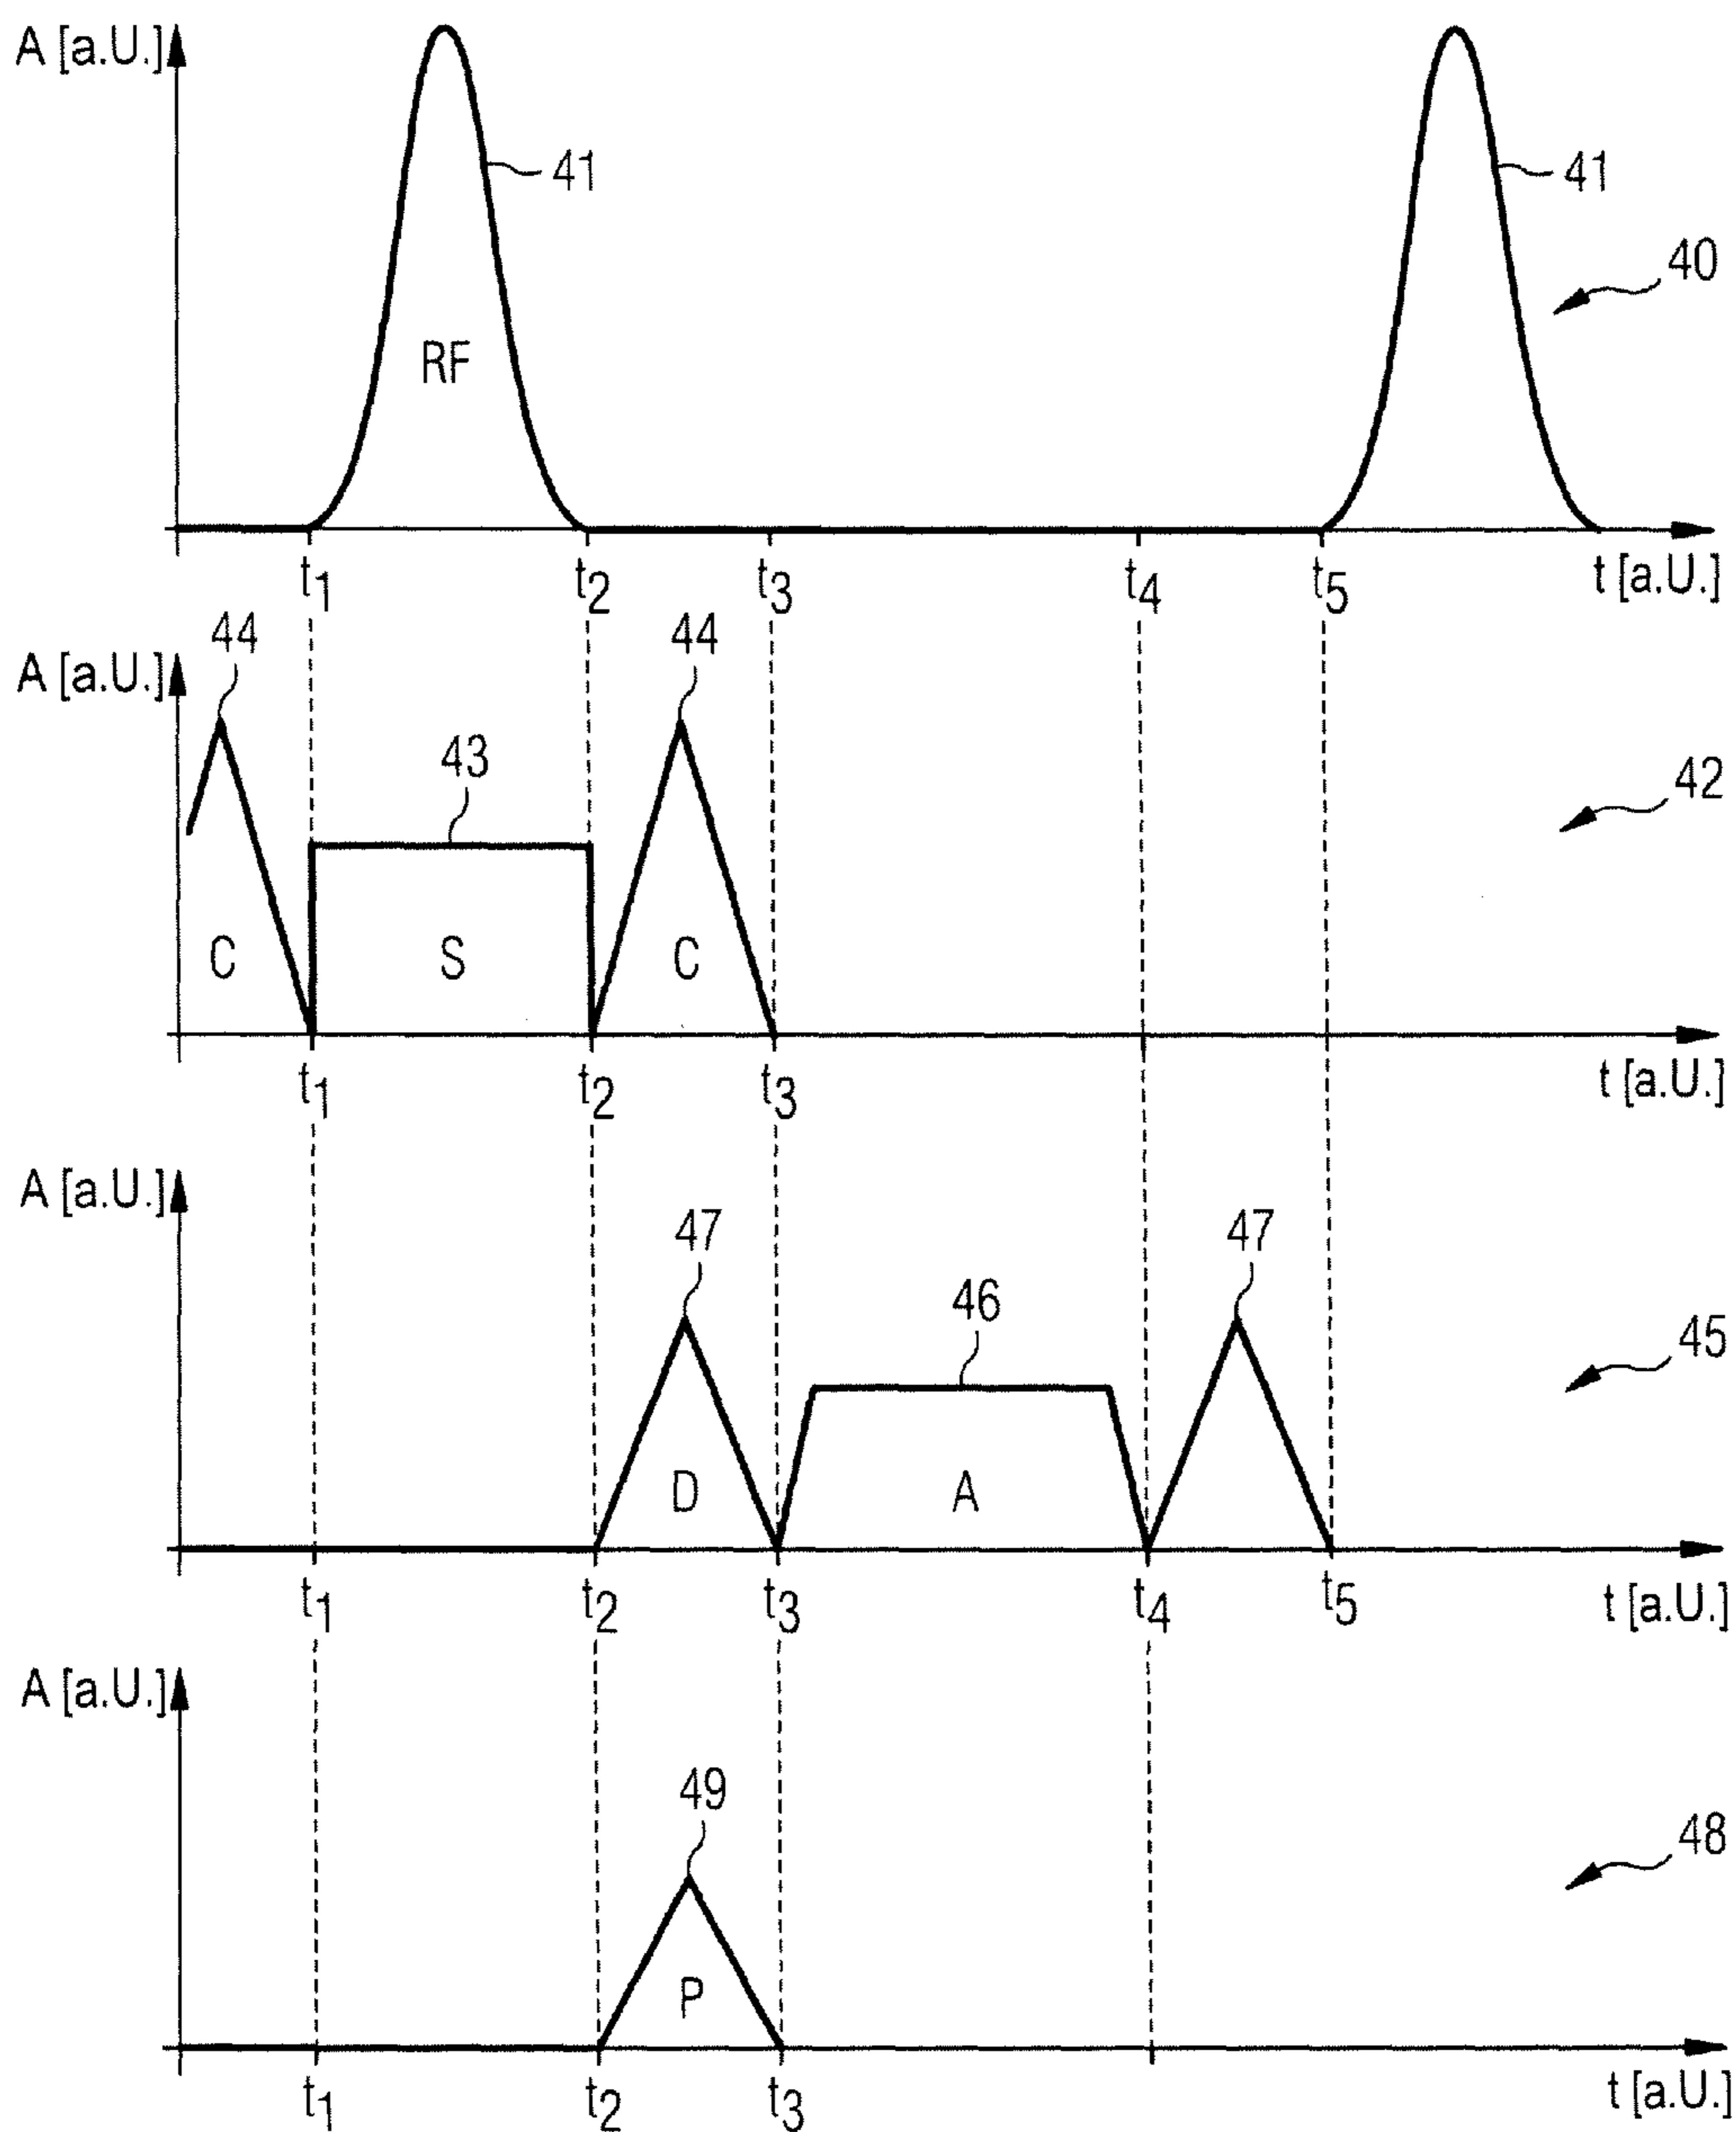 A [a.U.]
41
41
40
RF
t1 t2 t3 t4 t5 t [a.U.]
44
44
A [a.U.]
43
42
C S C
t1 t2 t3 t [a.U.]
A [a.U.]
47
47
46
45
D A
t1 t2 t3 t4 t5 t [a.U.]
A [a.U.]
49
48
P
t1 t2 t3 t [a.U.]